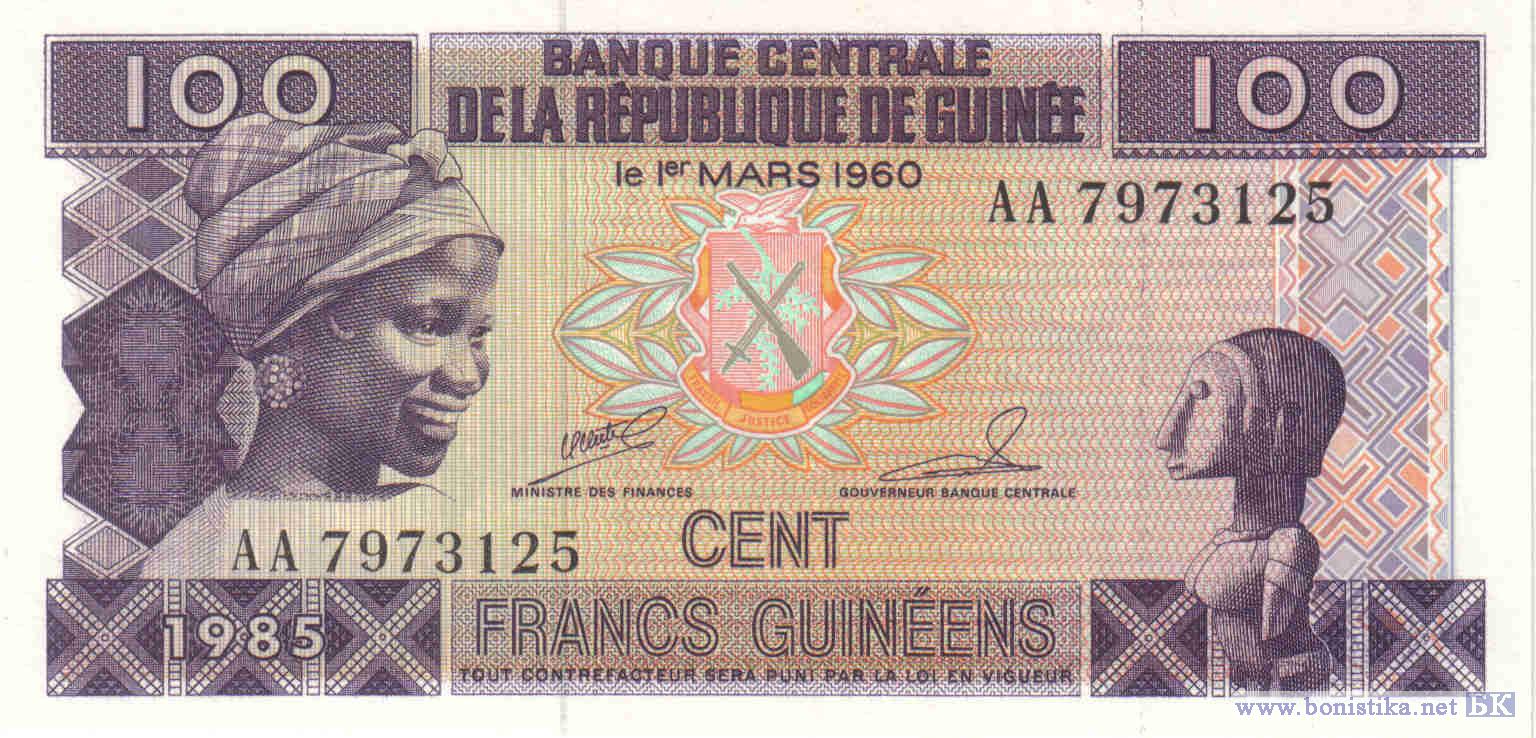 100
BANQUE CENTRALE
DE LA RÉPUBLIQUE DE GUINÉE
100
le 1er MARS 1960
AA 7973125
JUSTICE
MINISTRE DES FINANCES
GOUVERNEUR BANQUE CENTRALE
CENT
AA 7973125
1985
FRANCS GUINÉENS
TOUT CONTREFACTEUR SERA PUNI PAR LA LOI EN VIGUEUR
www.bonistika.net БК